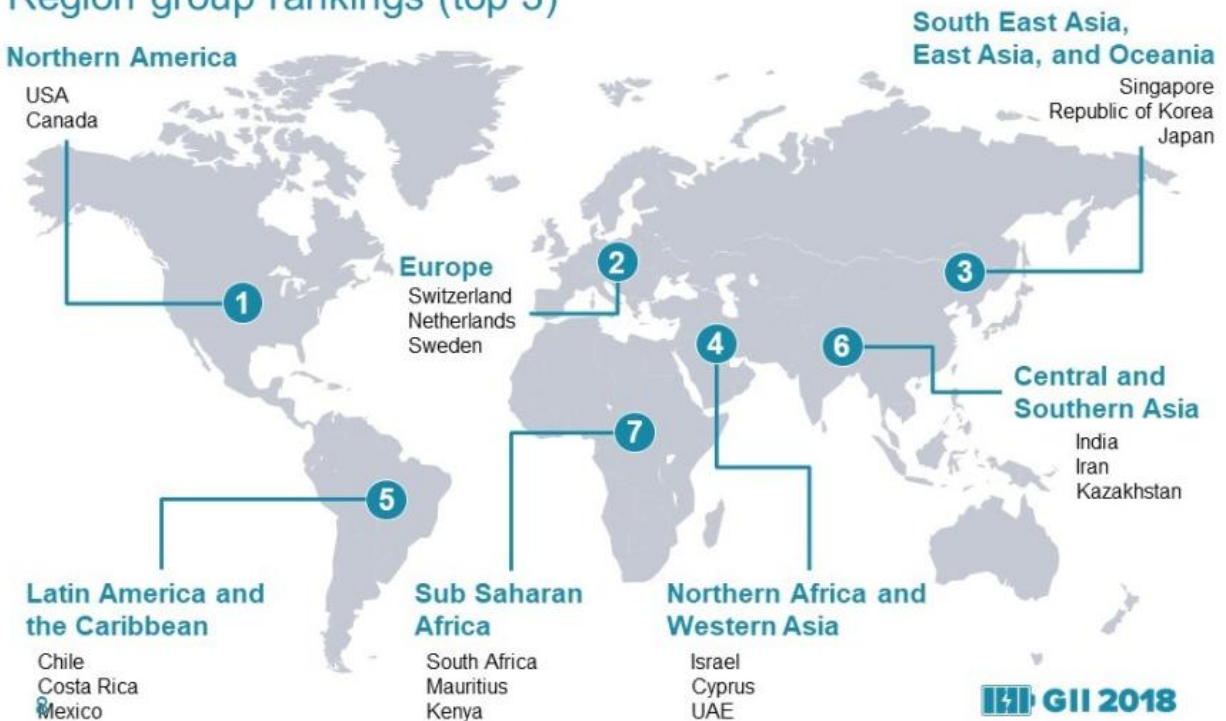 Region group rankings (top 3)
Northern America
USA
Canada
South East Asia,
East Asia, and Oceania
Singapore
Republic of Korea
Japan
Europe
Switzerland
Netherlands
Sweden
1
2
3
4
6
7
5
Central and
Southern Asia
India
Iran
Kazakhstan
Latin America and
the Caribbean
Chile
Costa Rica
Mexico
Sub Saharan
Africa
South Africa
Mauritius
Kenya
Northern Africa and
Western Asia
Israel
Cyprus
UAE
8
GII 2018